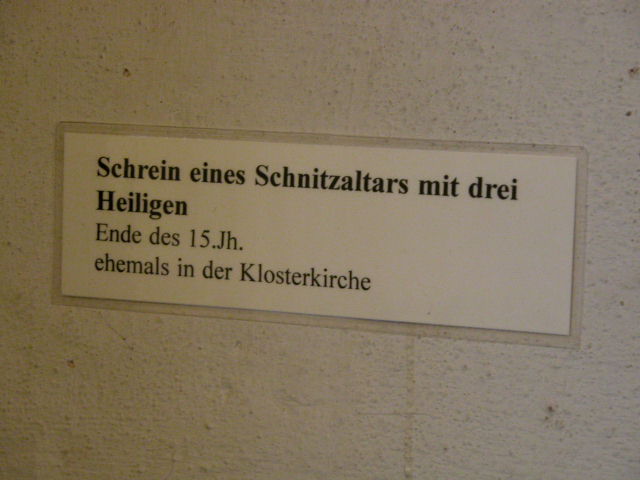 Schrein eines Schnitzaltars mit drei
Heiligen
Ende des 15.Jh.
ehemals in der Klosterkirche